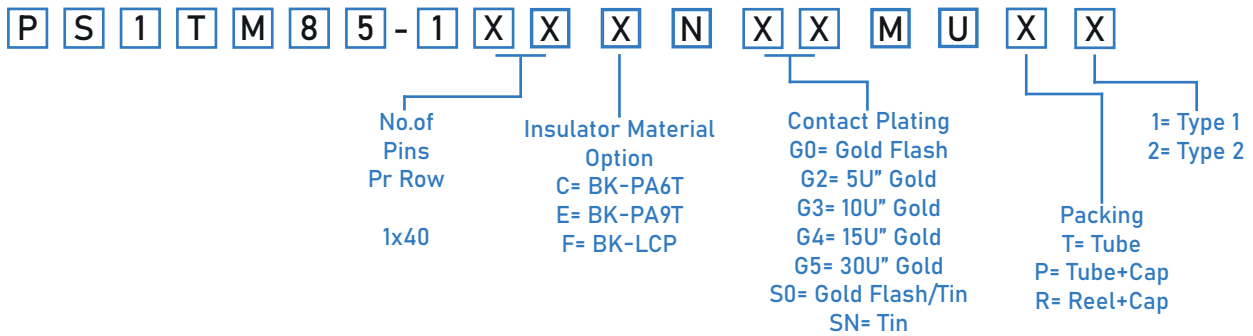 PS1TM85-1XX X N XX M U X X
No.of
Pins
Pr Row
1x40
Insulator Material
Option
C= BK-PA6T
E= BK-PA9T
F= BK-LCP
Contact Plating
G0= Gold Flash
G2= 5U" Gold
G3= 10U" Gold
G4= 15U" Gold
G5= 30U" Gold
S0= Gold Flash/Tin
SN= Tin
Packing
T= Tube
P= Tube+Cap
R= Reel+Cap
1= Type 1
2= Type 2